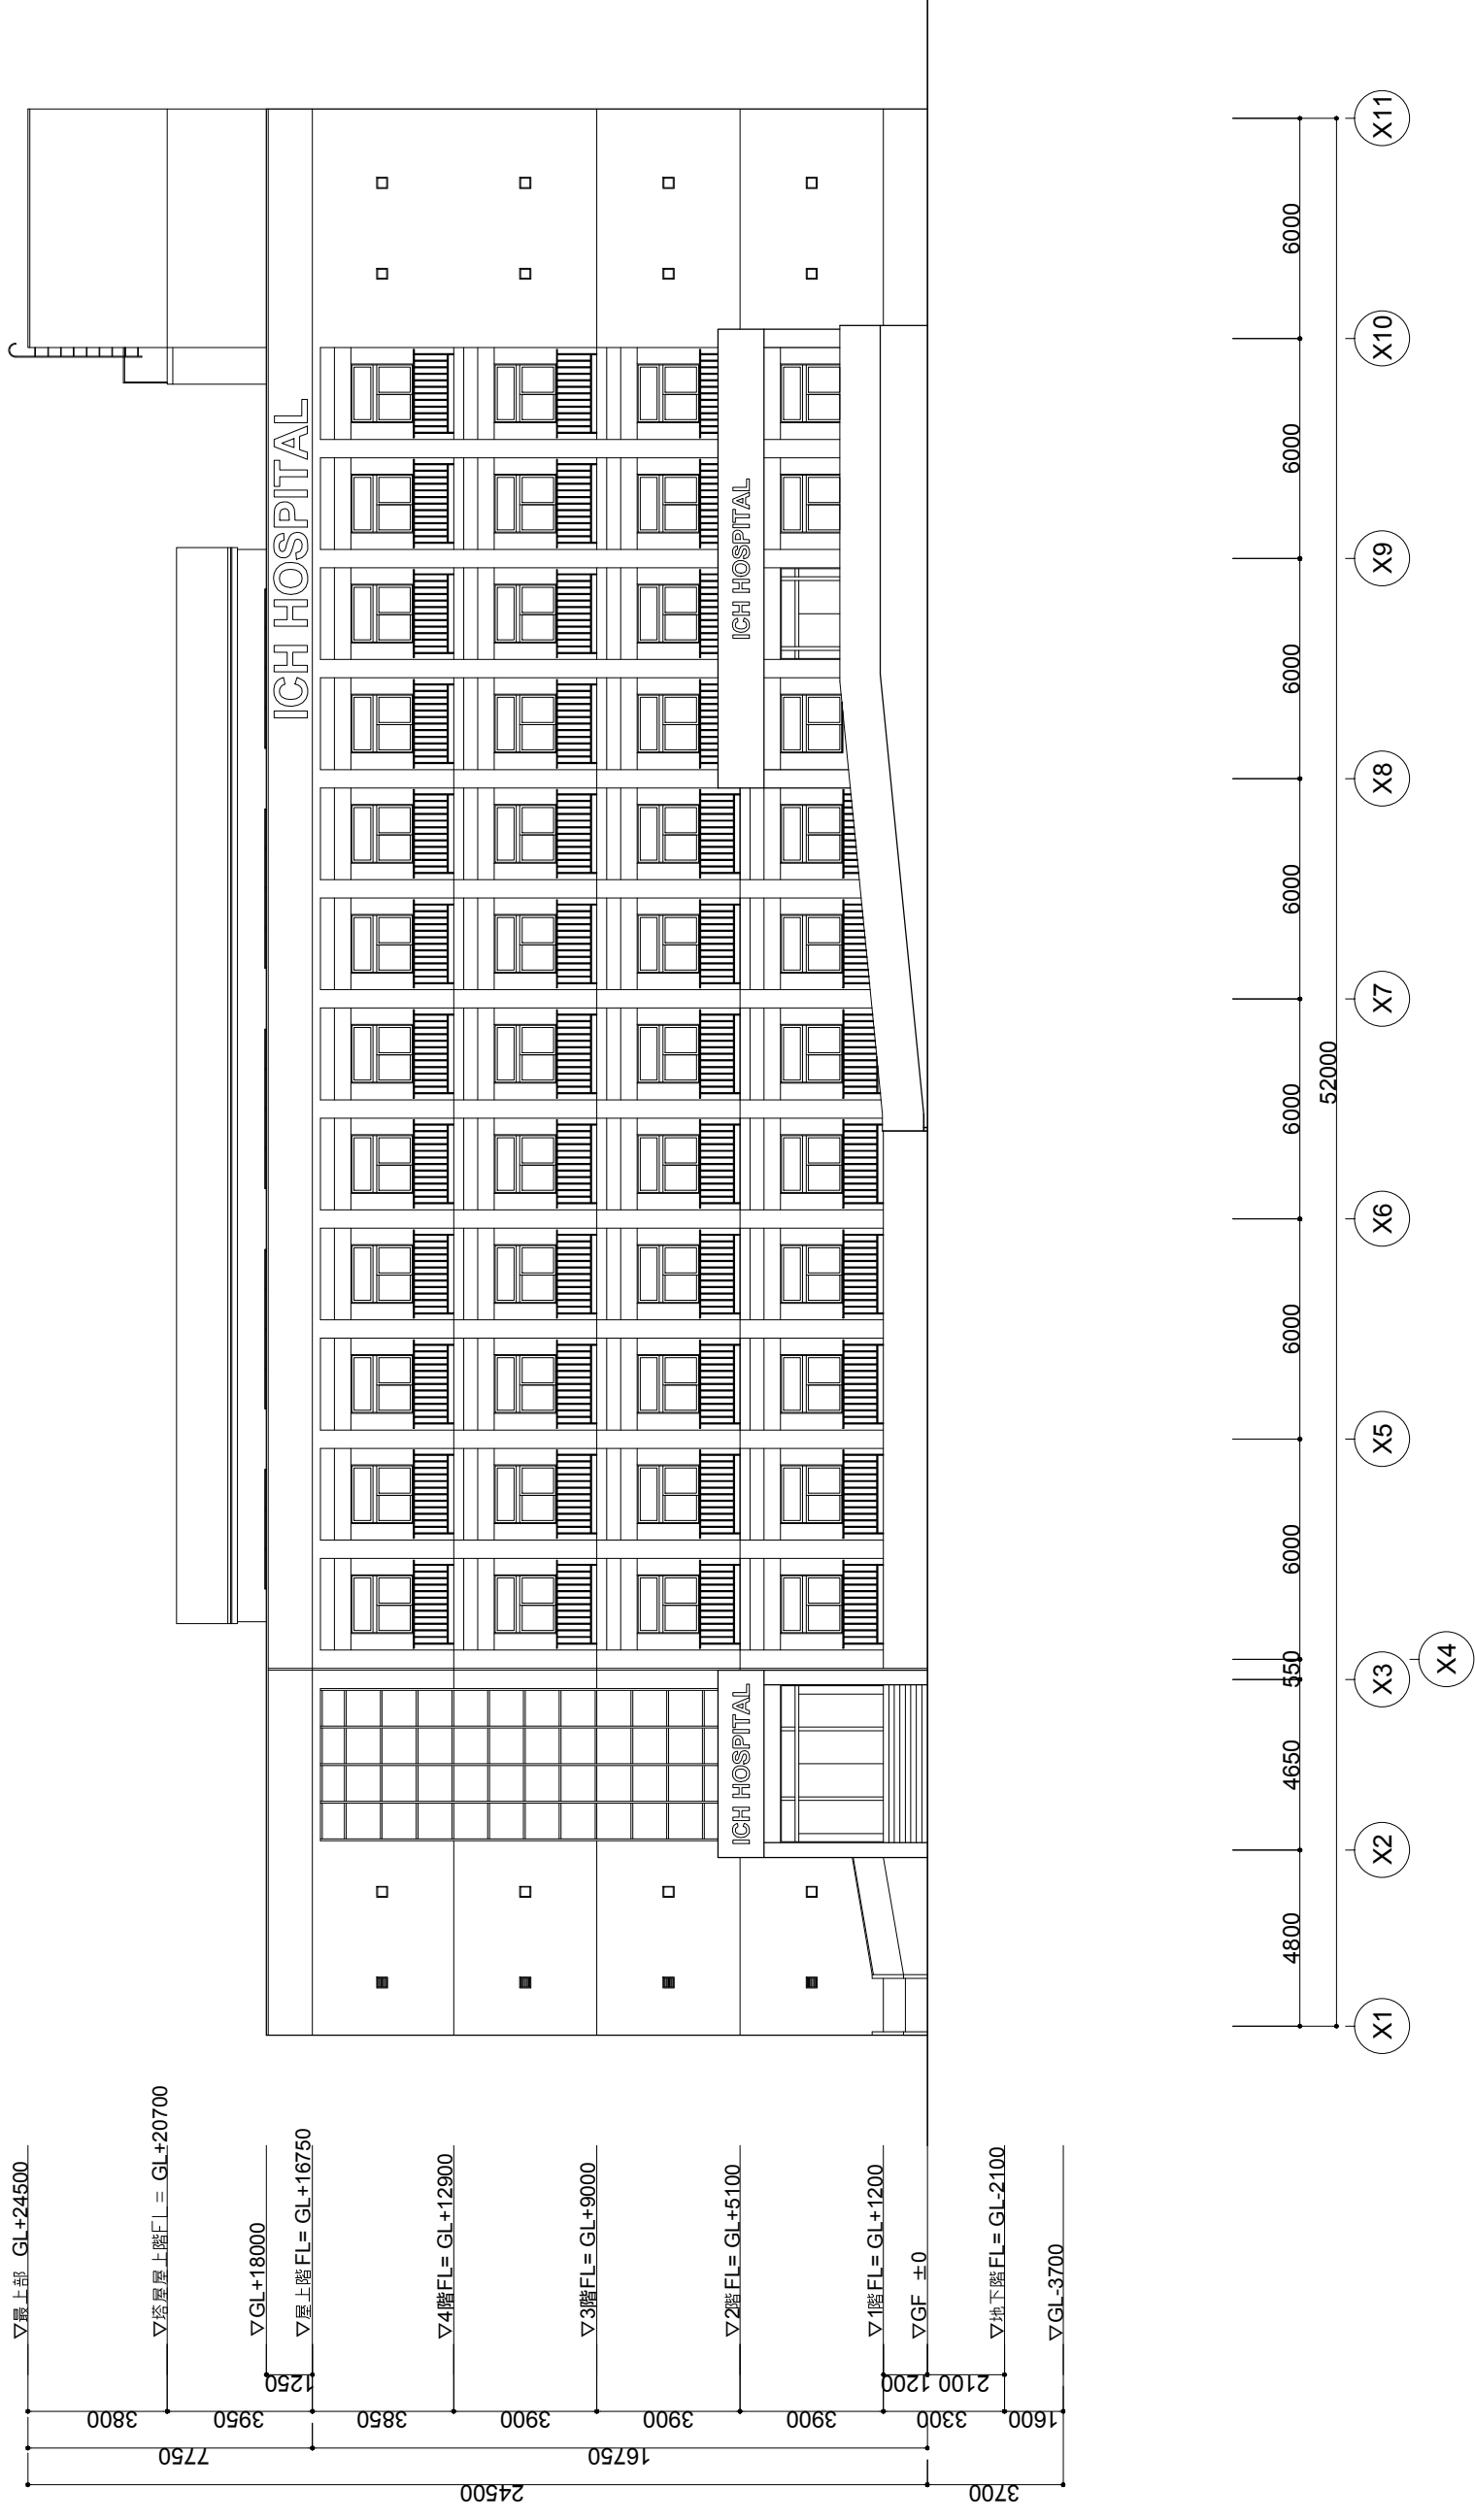 ICH HOSPITAL
ICH HOSPITAL
ICH HOSPITAL
▽最上部 GL+24500
▽塔屋屋上階FL = GL+20700
▽GL+18000
▽屋上階FL= GL+16750
▽4階FL= GL+12900
▽3階FL= GL+9000
▽2階FL= GL+5100
▽1階FL= GL+1200
▽GF ±0
▽地下階FL= GL-2100
▽GL-3700
1250
1200
2100
3800
3950
3850
3900
3900
3900
3300
1600
7750
16750
24500
3700
4800
4650
550
6000
6000
6000
6000
6000
6000
6000
52000
X1
X2
X3
X4
X5
X6
X7
X8
X9
X10
X11